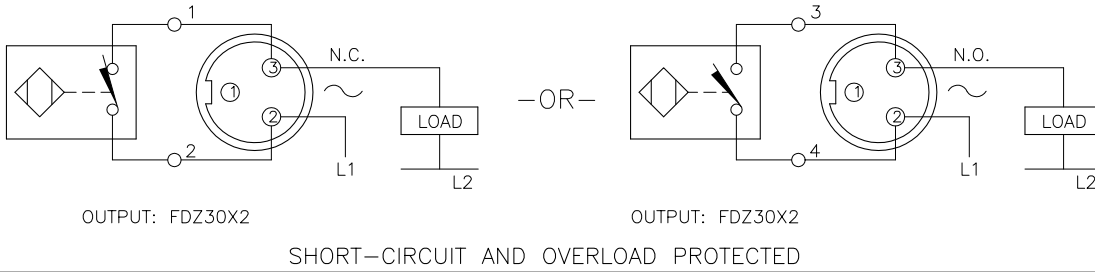 1
N.C.
3
1
2
LOAD
2
L1
L2
OUTPUT: FDZ30X2
-OR-
3
N.O.
3
1
2
LOAD
4
L1
L2
OUTPUT: FDZ30X2
SHORT-CIRCUIT AND OVERLOAD PROTECTED